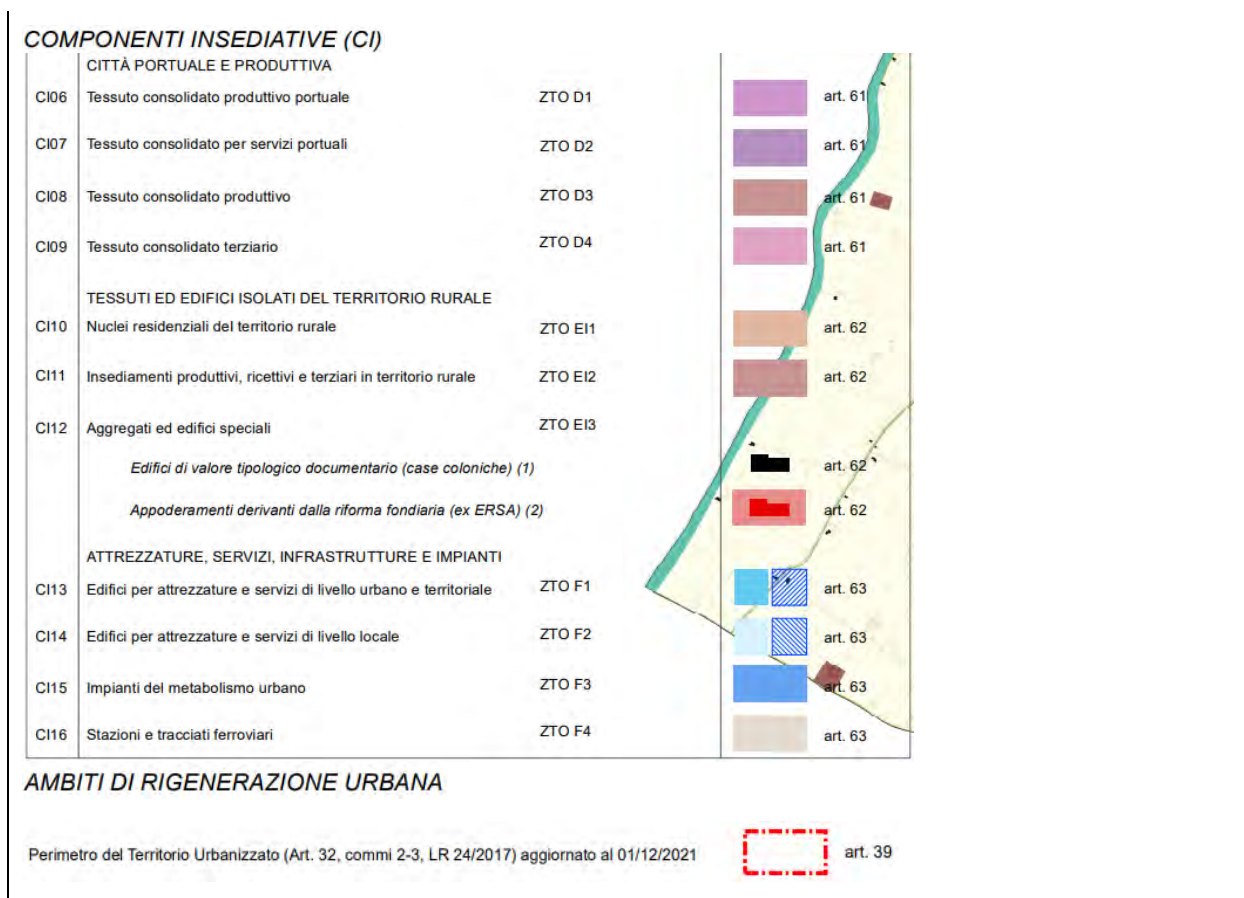 COMPONENTI INSEDIATIVE (CI)
CITTÀ PORTUALE E PRODUTTIVA
CI06 Tessuto consolidato produttivo portuale ZTO D1 art. 61
CI07 Tessuto consolidato per servizi portuali ZTO D2 art. 61
CI08 Tessuto consolidato produttivo ZTO D3 art. 61
CI09 Tessuto consolidato terziario ZTO D4 art. 61
TESSUTI ED EDIFICI ISOLATI DEL TERRITORIO RURALE
CI10 Nuclei residenziali del territorio rurale ZTO EI1 art. 62
CI11 Insediamenti produttivi, ricettivi e terziari in territorio rurale ZTO EI2 art. 62
CI12 Aggregati ed edifici speciali ZTO EI3
Edifici di valore tipologico documentario (case coloniche) (1) art. 62
Appoderamenti derivanti dalla riforma fondiaria (ex ERSA) (2) art. 62
ATTREZZATURE, SERVIZI, INFRASTRUTTURE E IMPIANTI
CI13 Edifici per attrezzature e servizi di livello urbano e territoriale ZTO F1 art. 63
CI14 Edifici per attrezzature e servizi di livello locale ZTO F2 art. 63
CI15 Impianti del metabolismo urbano ZTO F3 art. 63
CI16 Stazioni e tracciati ferroviari ZTO F4 art. 63
AMBITI DI RIGENERAZIONE URBANA
Perimetro del Territorio Urbanizzato (Art. 32, commi 2-3, LR 24/2017) aggiornato al 01/12/2021 art. 39